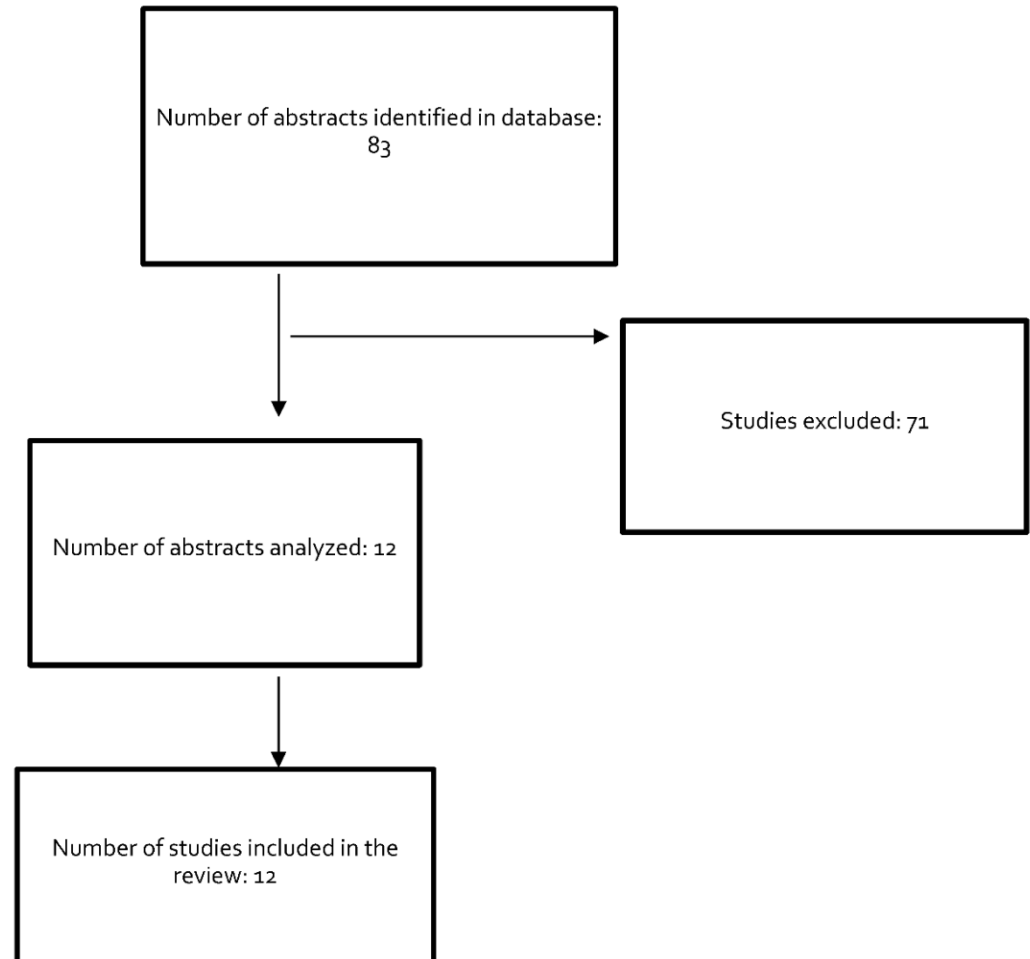 Number of abstracts identified in database:
83
Studies excluded: 71
Number of abstracts analyzed: 12
Number of studies included in the
review: 12